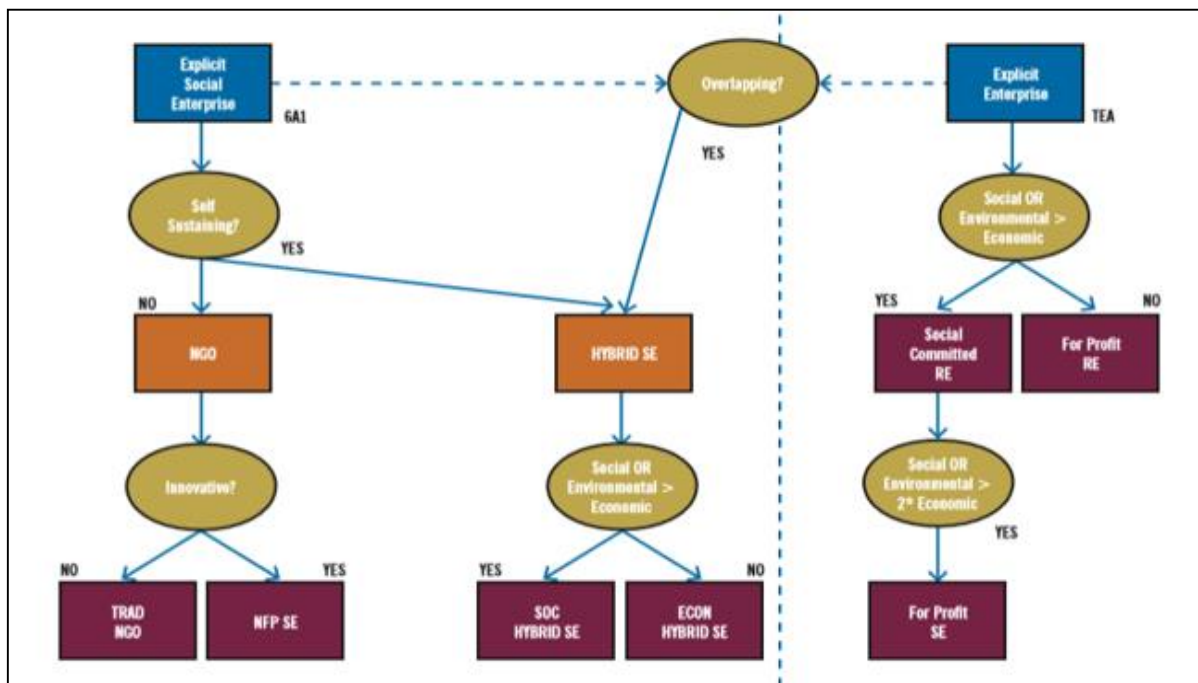 Explicit
Social
Enterprise
6A1
Overlapping?
Explicit
Enterprise
TEA
YES
Self
Sustaining?
YES
Social OR
Environmental >
Economic
NO
YES
NO
NGO
HYBRID SE
Social
Committed
RE
For Profit
RE
Innovative?
Social OR
Environmental >
Economic
Social OR
Environmental >
2* Economic
YES
NO
YES
YES
NO
TRAD
NGO
NFP SE
SOC
HYBRID SE
ECON
HYBRID SE
For Profit
SE